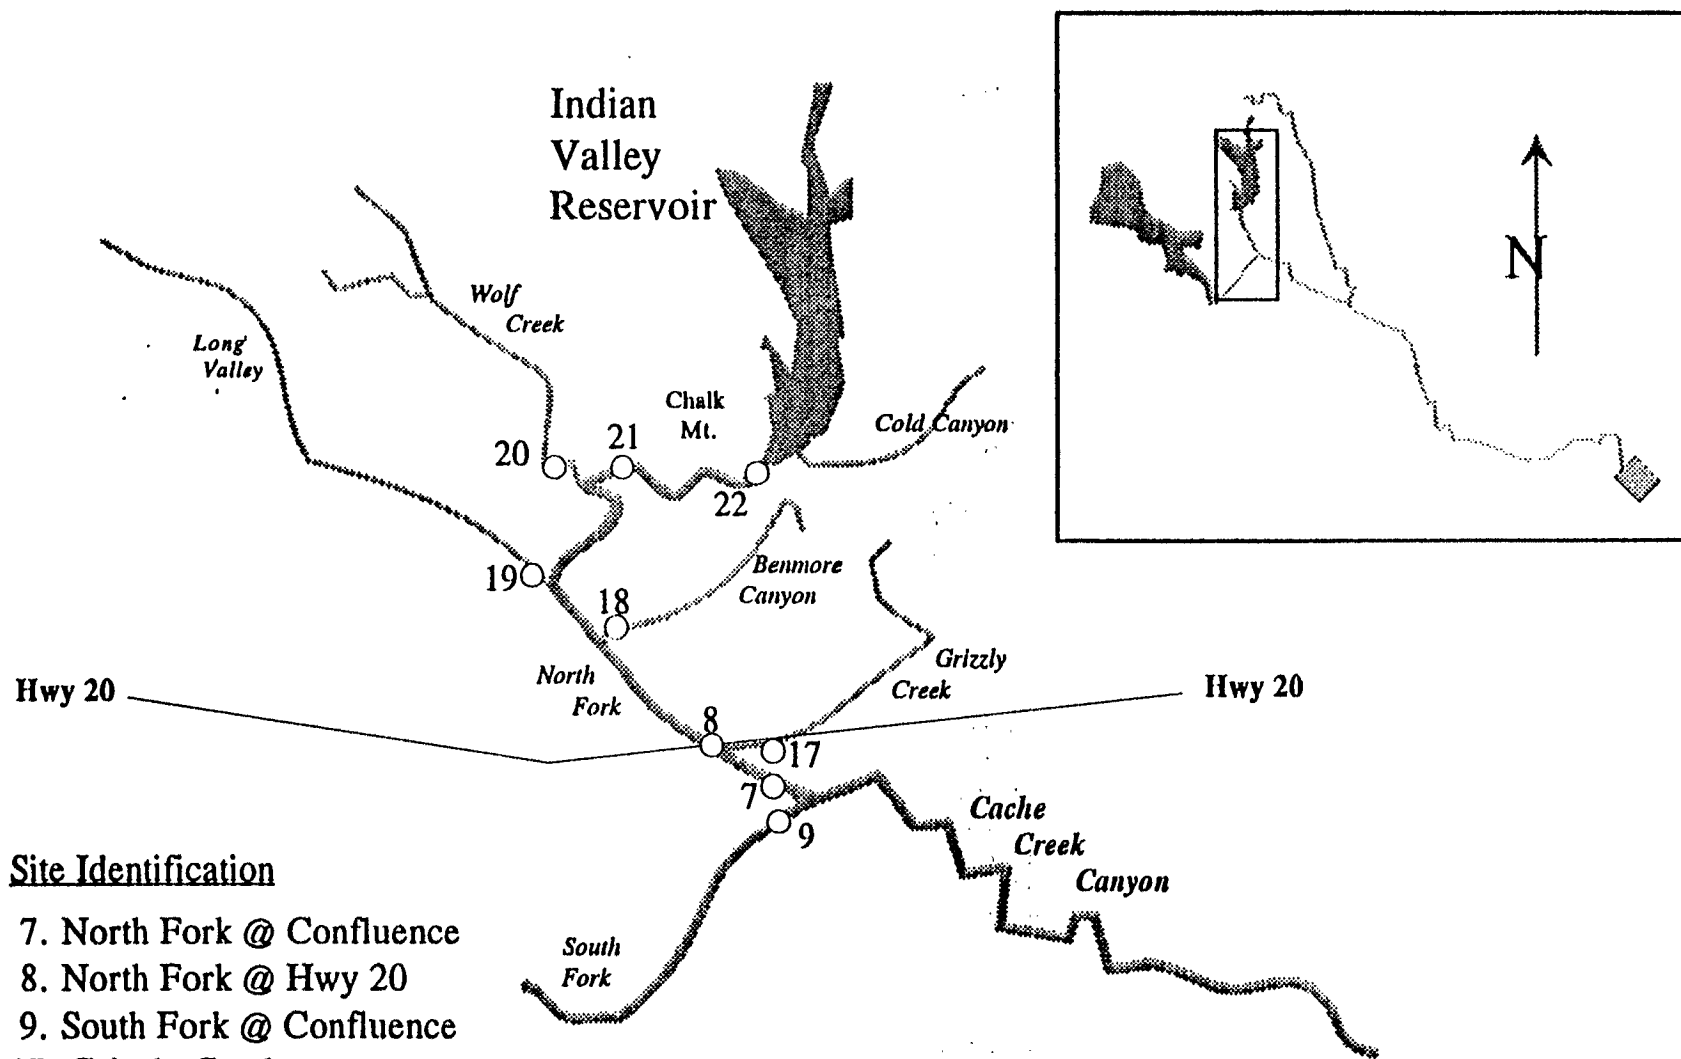 Indian
Valley
Reservoir
N
Wolf
Creek
Long
Valley
Chalk
Mt.
Cold Canyon
20
21
22
Benmore
Canyon
19
18
North
Fork
Grizzly
Creek
Hwy 20
Hwy 20
8
17
7
9
Cache
Creek
Canyon
South
Fork
Site Identification
7. North Fork @ Confluence
8. North Fork @ Hwy 20
9. South Fork @ Confluence